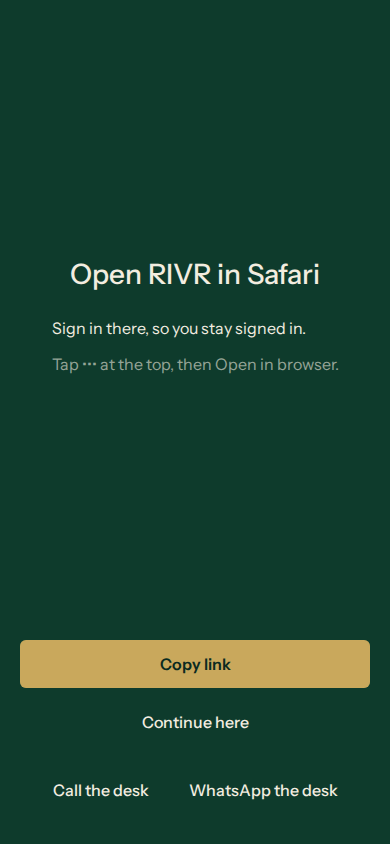 Open RIVR in Safari
Sign in there, so you stay signed in.
Tap ··· at the top, then Open in browser.
Copy link
Continue here
Call the desk
WhatsApp the desk